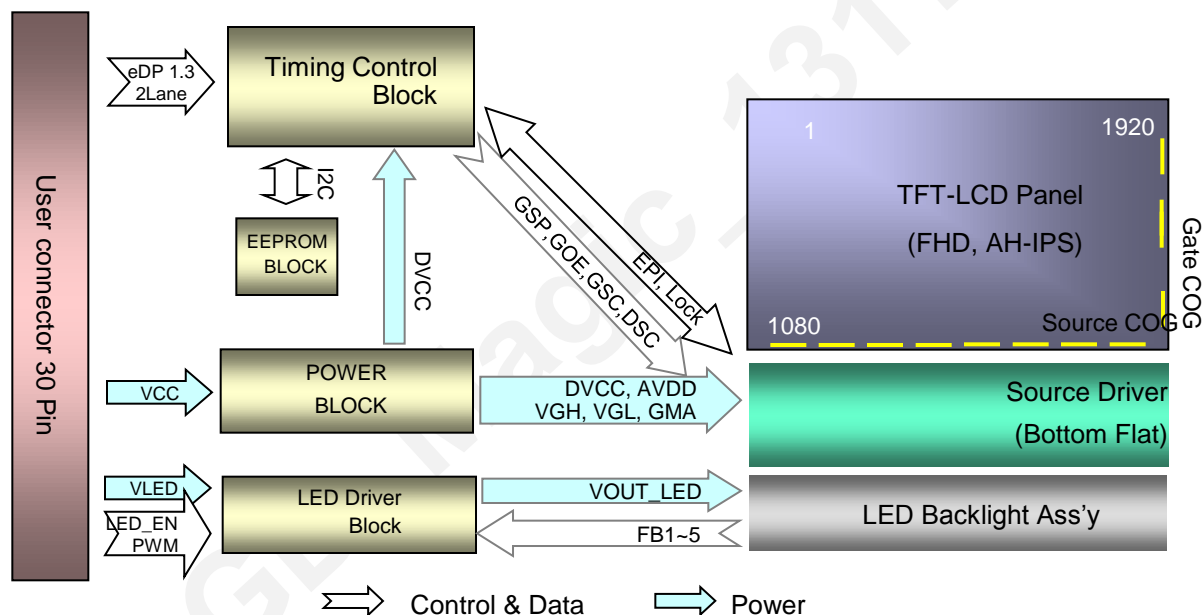 User connector 30 Pin
eDP 1.3
2Lane
Timing Control
Block
I2C
EEPROM
BLOCK
DVCC
EPI, Lock
GSP,GOE,GSC,DSC
1
1920
TFT-LCD Panel
(FHD, AH-IPS)
1080
Source COG
Gate COG
VCC
POWER
BLOCK
DVCC, AVDD
VGH, VGL, GMA
Source Driver
(Bottom Flat)
VLED
LED_EN
PWM
LED Driver
Block
VOUT_LED
FB1~5
LED Backlight Ass'y
Control & Data
Power